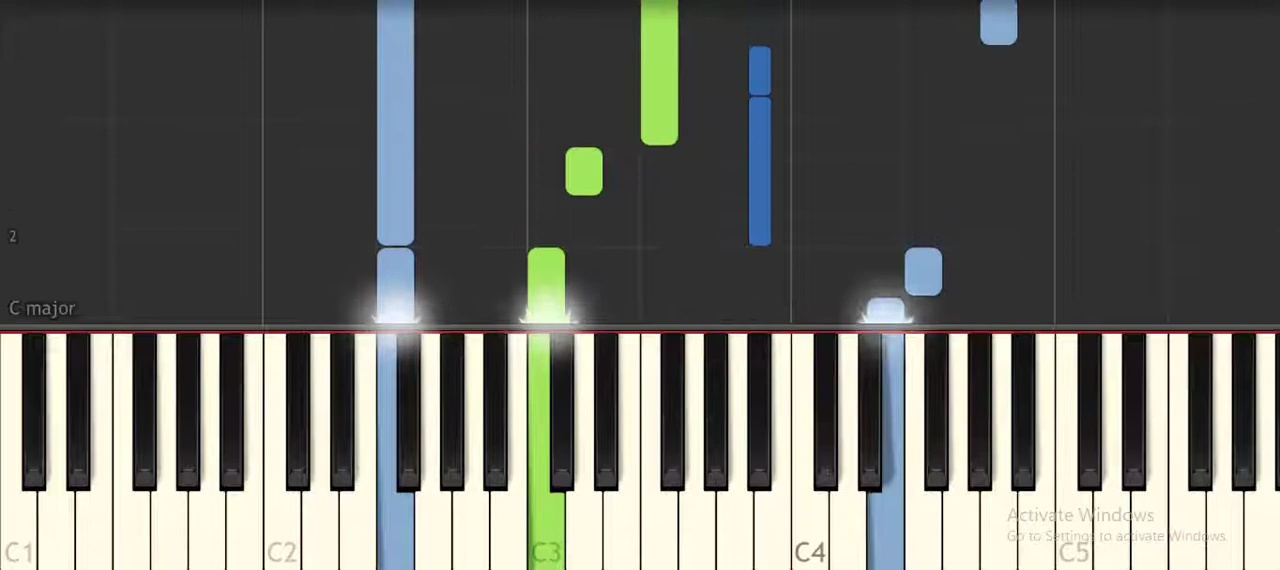 2
C major
Activate Windows
Go to Settings to activate Windows.
C1 C2 C3 C4 C5